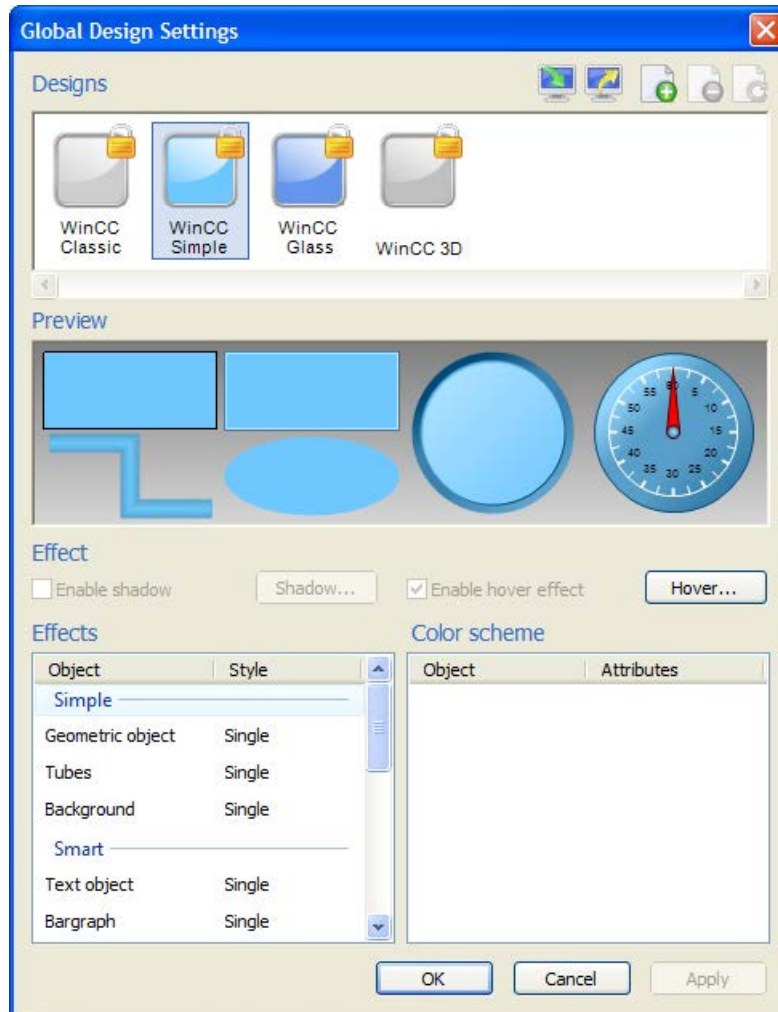 Global Design Settings
Designs
WinCC Classic
WinCC Simple
WinCC Glass
WinCC 3D
Preview
60
55 5
50 10
45 15
40 20
35 30 25
Effect
Enable shadow Shadow... Enable hover effect Hover...
Effects Color scheme
Object Style Object Attributes
Simple
Geometric object Single
Tubes Single
Background Single
Smart
Text object Single
Bargraph Single
OK Cancel Apply